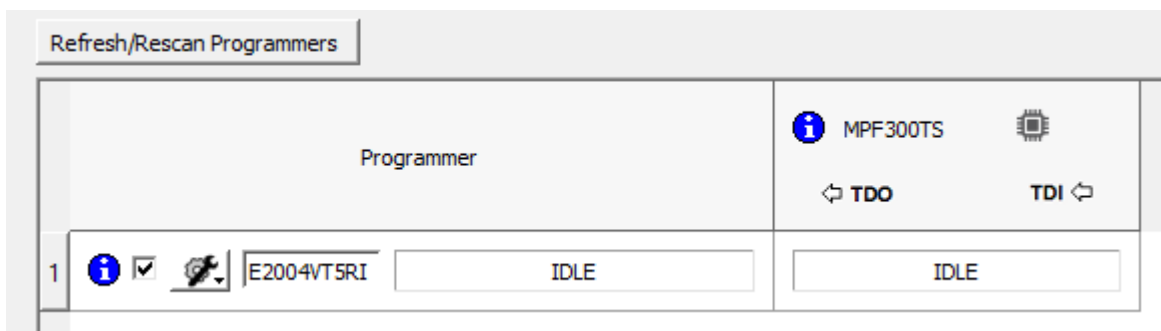 Refresh/Rescan Programmers
Programmer
MPF300TS
TDO TDI
1 E2004VT5RI IDLE IDLE